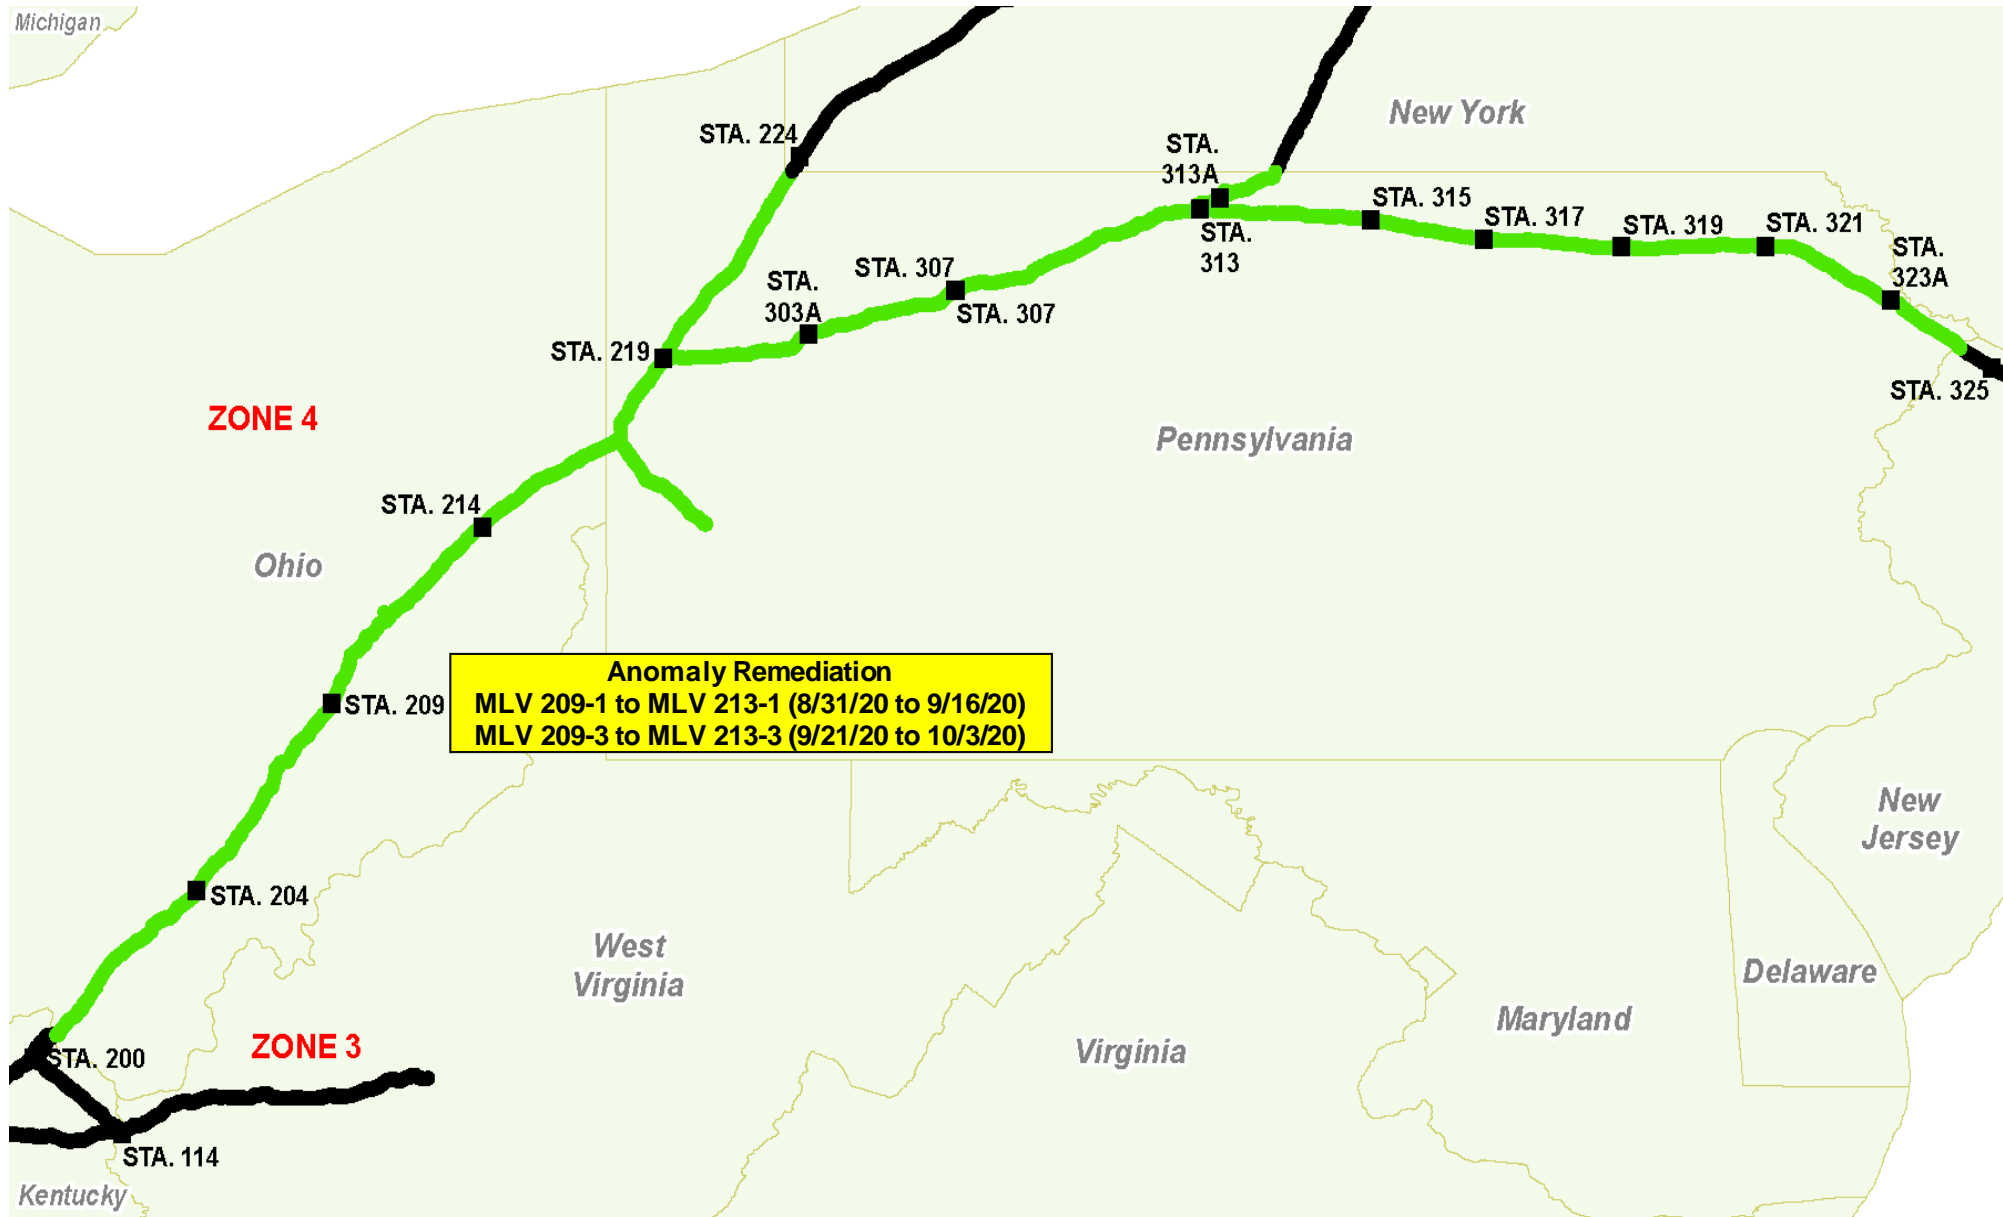 Michigan
New York
STA. 224
STA.
313A
STA. 315
STA. 317
STA. 319
STA. 321
STA.
313
STA.
323A
STA. 307
STA.
303A
STA. 307
STA. 219
STA. 325
ZONE 4
Pennsylvania
STA. 214
Ohio
Anomaly Remediation
MLV 209-1 to MLV 213-1 (8/31/20 to 9/16/20)
MLV 209-3 to MLV 213-3 (9/21/20 to 10/3/20)
STA. 209
New
Jersey
STA. 204
West
Virginia
Delaware
Maryland
ZONE 3
Virginia
STA. 200
STA. 114
Kentucky